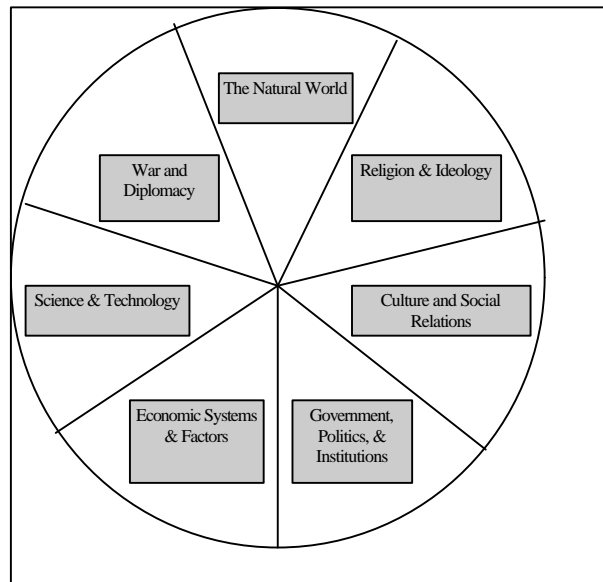 The Natural World
War and
Diplomacy
Religion & Ideology
Science & Technology
Culture and Social
Relations
Economic Systems
& Factors
Government,
Politics, &
Institutions